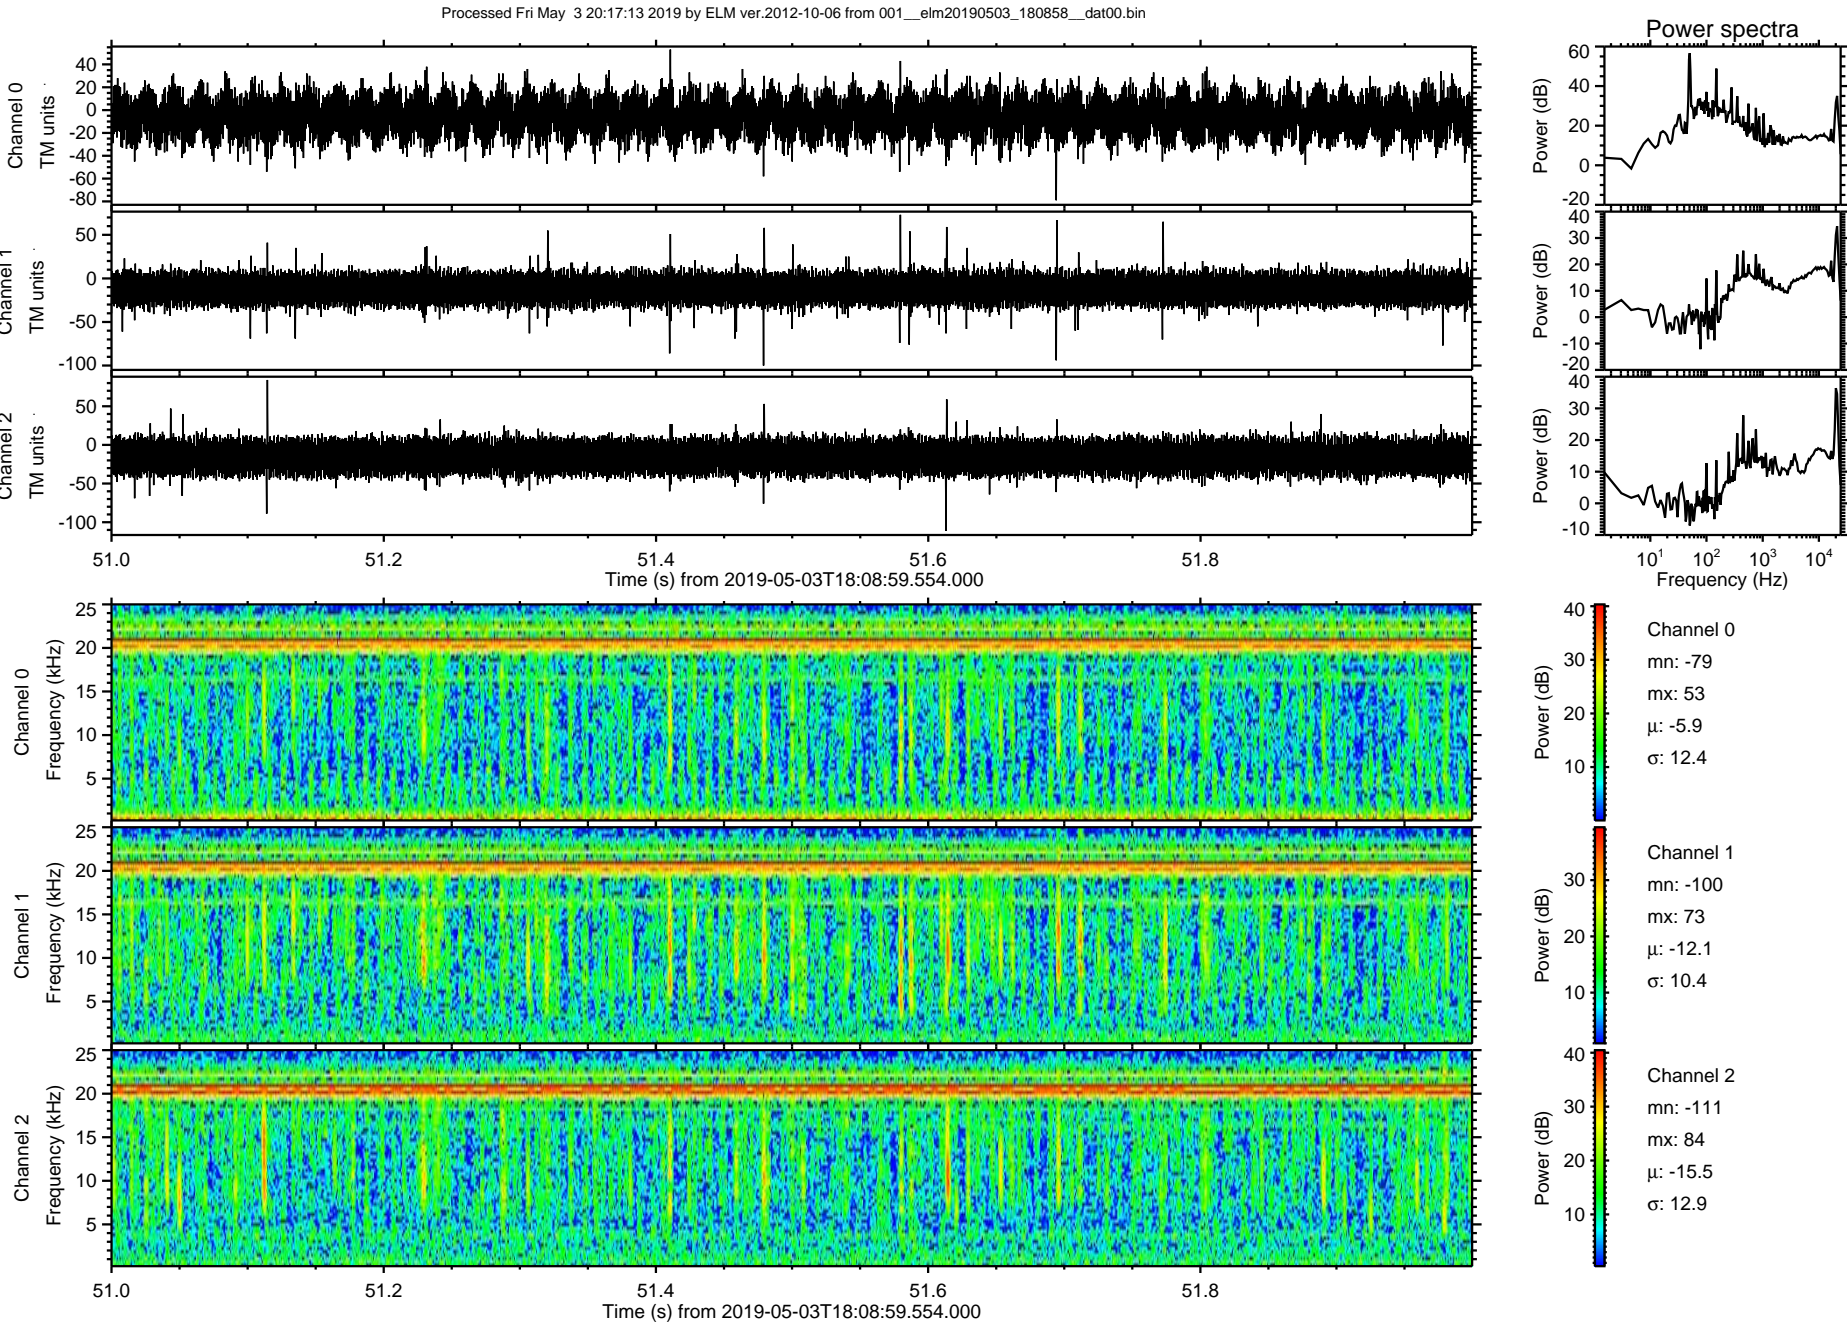 Processed Fri May  3 20:17:13 2019 by ELM ver.2012-10-06 from 001__elm20190503_180858__dat00.bin
Power spectra
Channel 0
TM units
40
20
0
-20
-40
-60
-80
Power (dB)
60
40
20
0
-20
Channel 1
TM units
50
0
-50
-100
Power (dB)
40
30
20
10
0
-10
-20
Channel 2
TM units
50
0
-50
-100
Power (dB)
40
30
20
10
0
-10
51.0 51.2 51.4 51.6 51.8
Time (s) from 2019-05-03T18:08:59.554.000
10¹ 10² 10³ 10⁴
Frequency (Hz)
Channel 0
Frequency (kHz)
25
20
15
10
5
Power (dB)
40
30
20
10
Channel 0
mn: -79
mx: 53
μ: -5.9
σ: 12.4
Channel 1
Frequency (kHz)
25
20
15
10
5
Power (dB)
30
20
10
Channel 1
mn: -100
mx: 73
μ: -12.1
σ: 10.4
Channel 2
Frequency (kHz)
25
20
15
10
5
Power (dB)
40
30
20
10
Channel 2
mn: -111
mx: 84
μ: -15.5
σ: 12.9
51.0 51.2 51.4 51.6 51.8
Time (s) from 2019-05-03T18:08:59.554.000